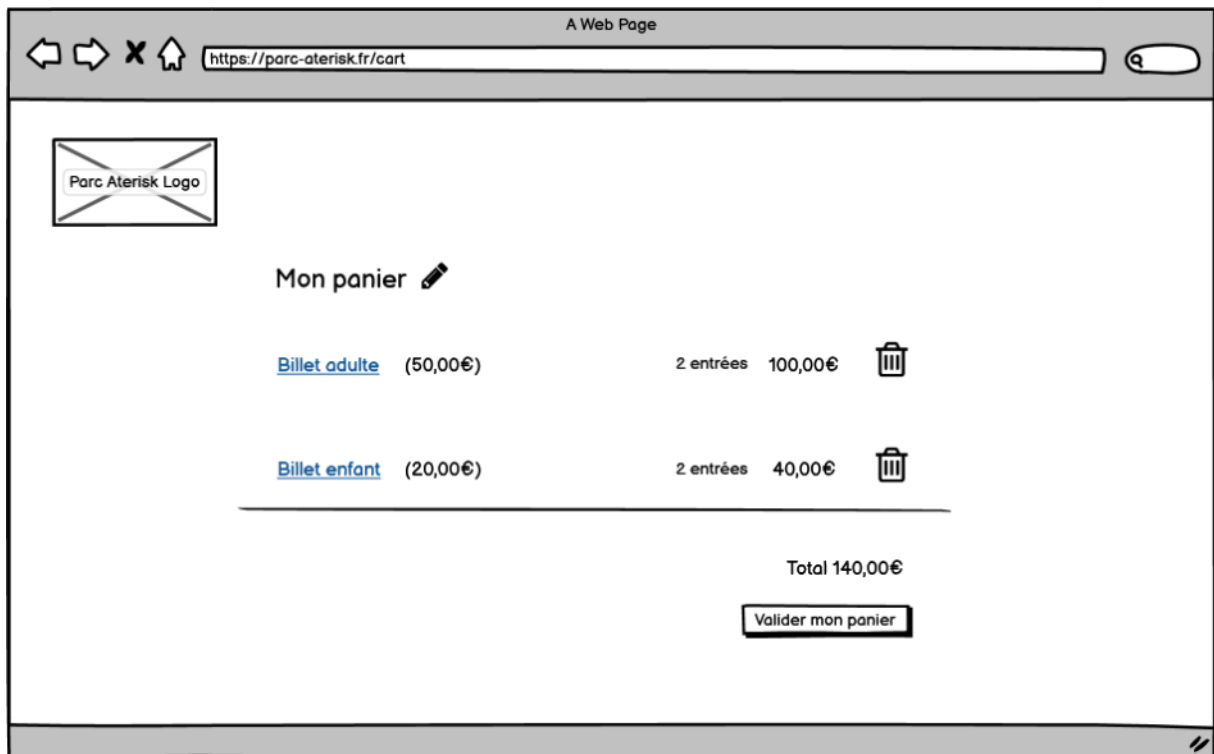 A Web Page
https://parc-aterisk.fr/cart
Parc Aterisk Logo
Mon panier
Billet adulte (50,00€) 2 entrées 100,00€
Billet enfant (20,00€) 2 entrées 40,00€
Total 140,00€
Valider mon panier